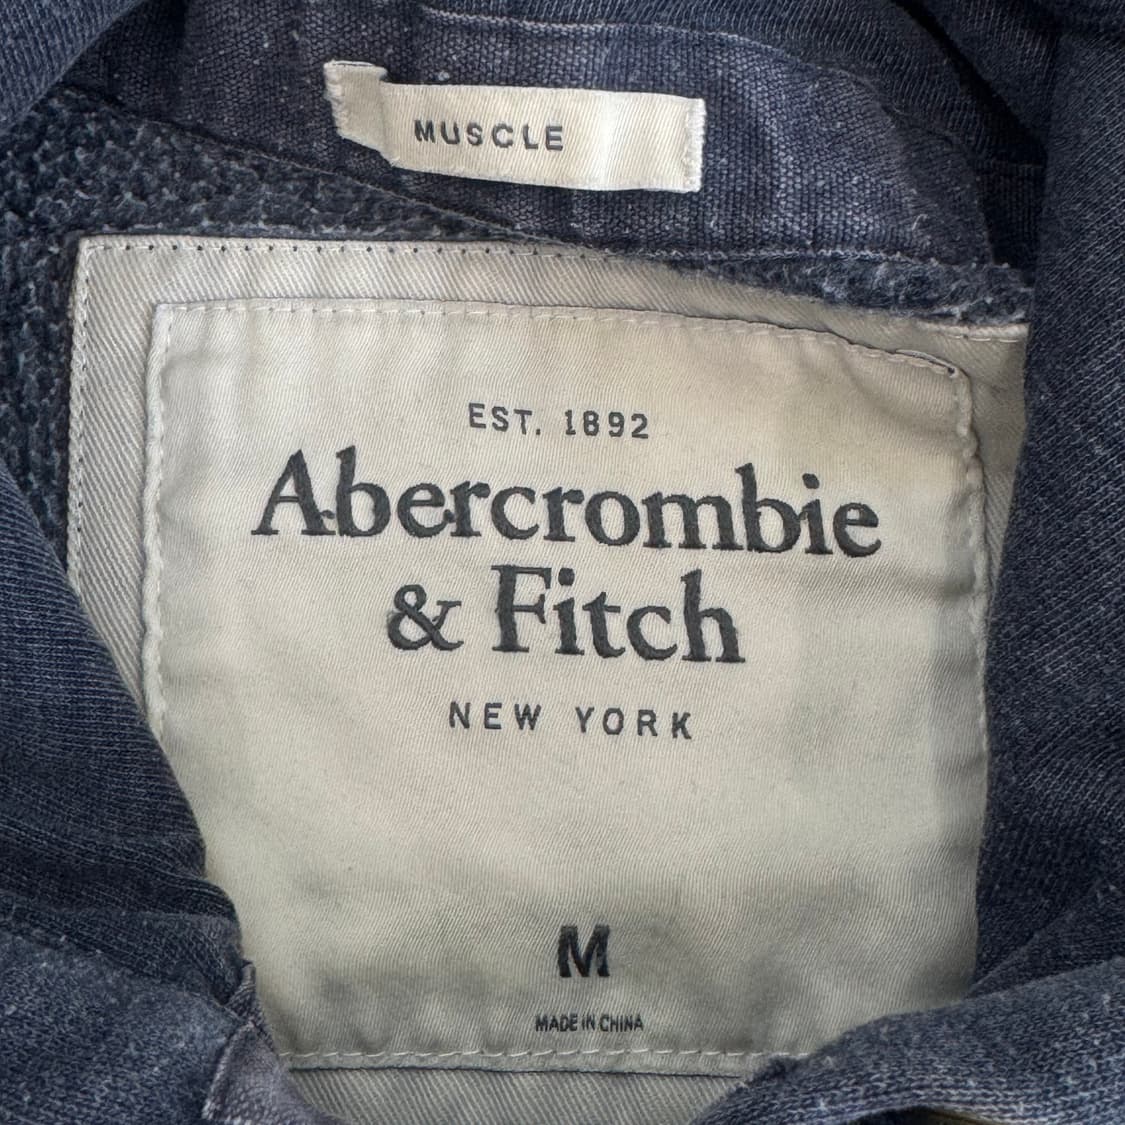 MUSCLE
EST. 1892
Abercrombie
& Fitch
NEW YORK
M
MADE IN CHINA